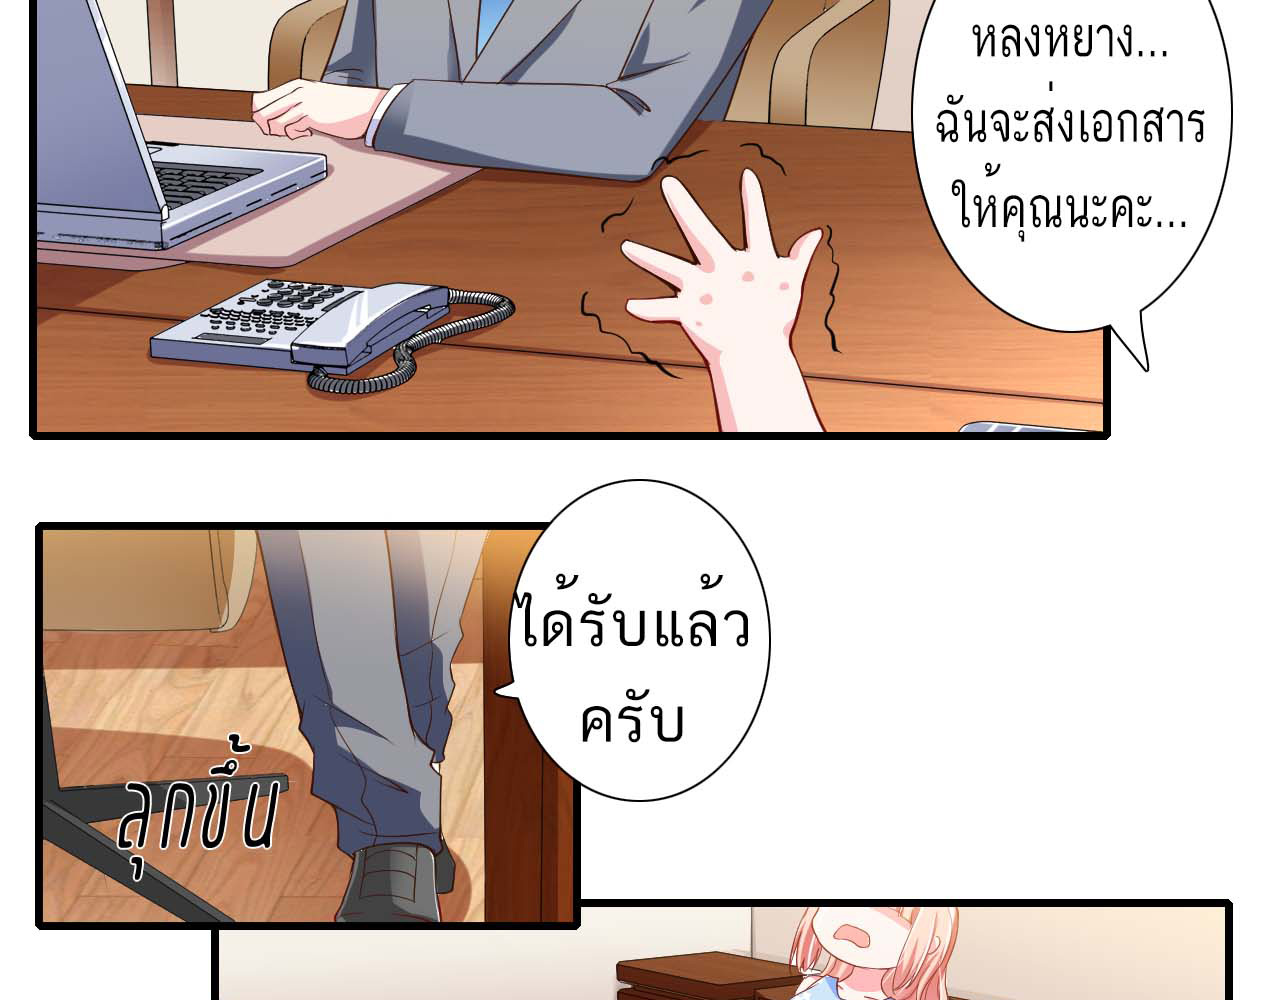 หลงหยาง...
ฉันจะส่งเอกสาร
ให้คุณนะคะ...
ได้รับแล้ว
ครับ
ลุกขึ้น